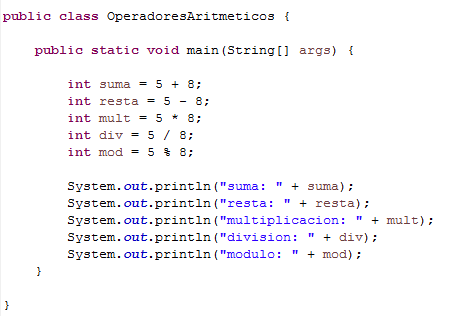 public class OperadoresAritmeticos {
public static void main(String[] args) {
int suma = 5 + 8;
int resta = 5 - 8;
int mult = 5 * 8;
int div = 5 / 8;
int mod = 5 % 8;
System.out.println("suma: " + suma);
System.out.println("resta: " + resta);
System.out.println("multiplicacion: " + mult);
System.out.println("division: " + div);
System.out.println("modulo: " + mod);
}
}